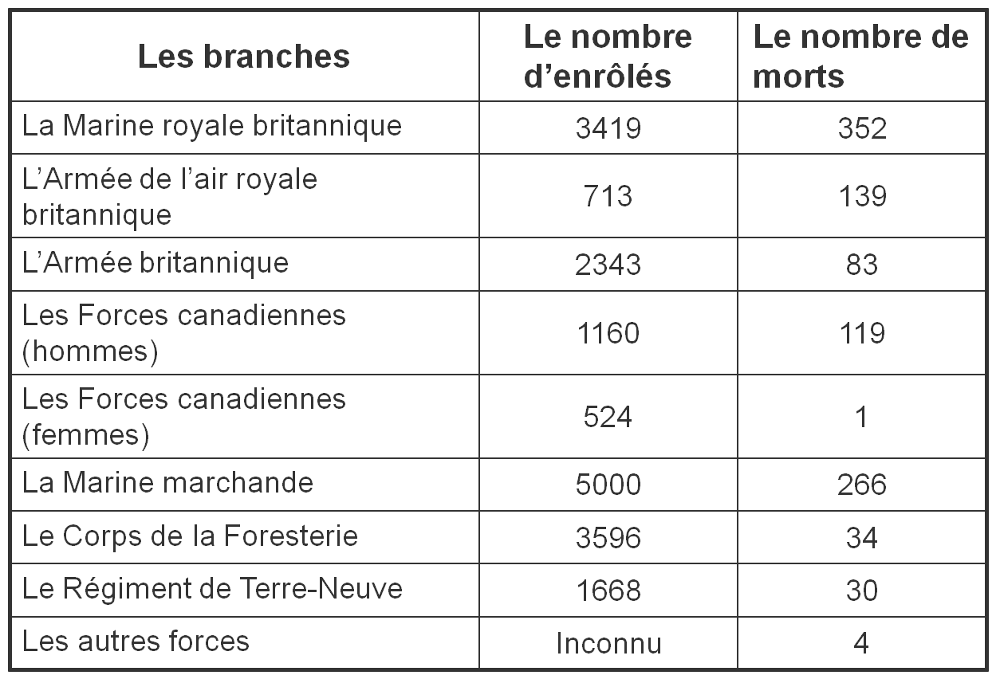 Les branches
Le nombre
d’enrôlés
Le nombre de
morts
La Marine royale britannique
3419
352
L’Armée de l’air royale
britannique
713
139
L’Armée britannique
2343
83
Les Forces canadiennes
(hommes)
1160
119
Les Forces canadiennes
(femmes)
524
1
La Marine marchande
5000
266
Le Corps de la Foresterie
3596
34
Le Régiment de Terre-Neuve
1668
30
Les autres forces
Inconnu
4